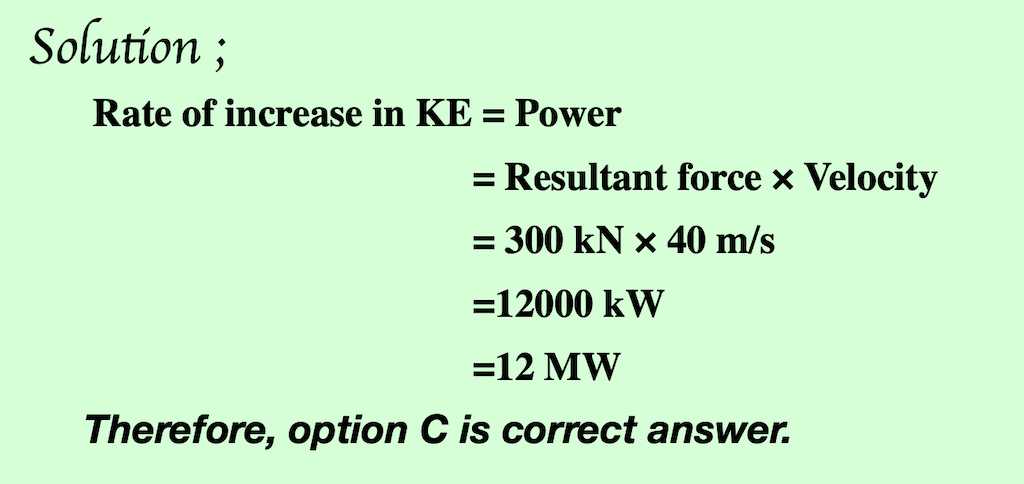 Solution ;
Rate of increase in KE = Power
= Resultant force × Velocity
= 300 kN × 40 m/s
=12000 kW
=12 MW
Therefore, option C is correct answer.